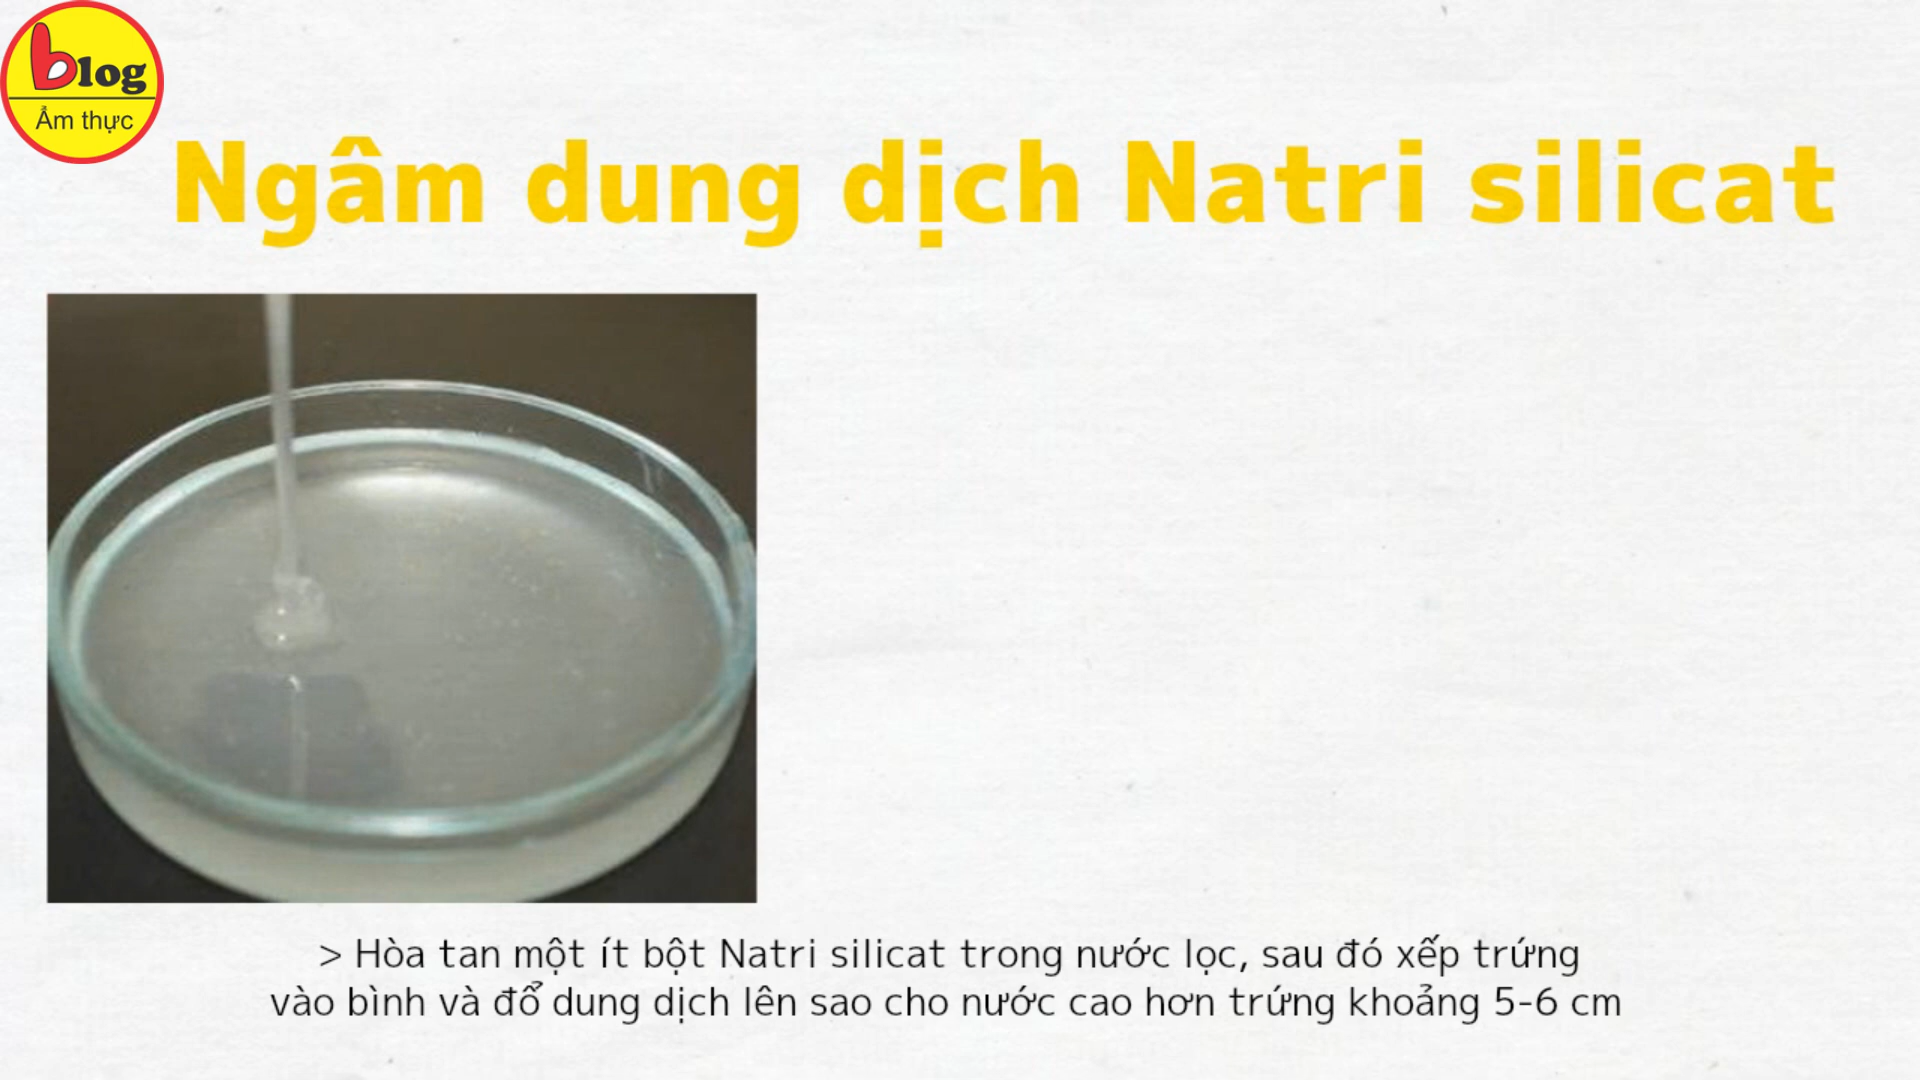 blog
Ẩm thực
Ngâm dung dịch Natri silicat
> Hòa tan một ít bột Natri silicat trong nước lọc, sau đó xếp trứng
vào bình và đổ dung dịch lên sao cho nước cao hơn trứng khoảng 5-6 cm